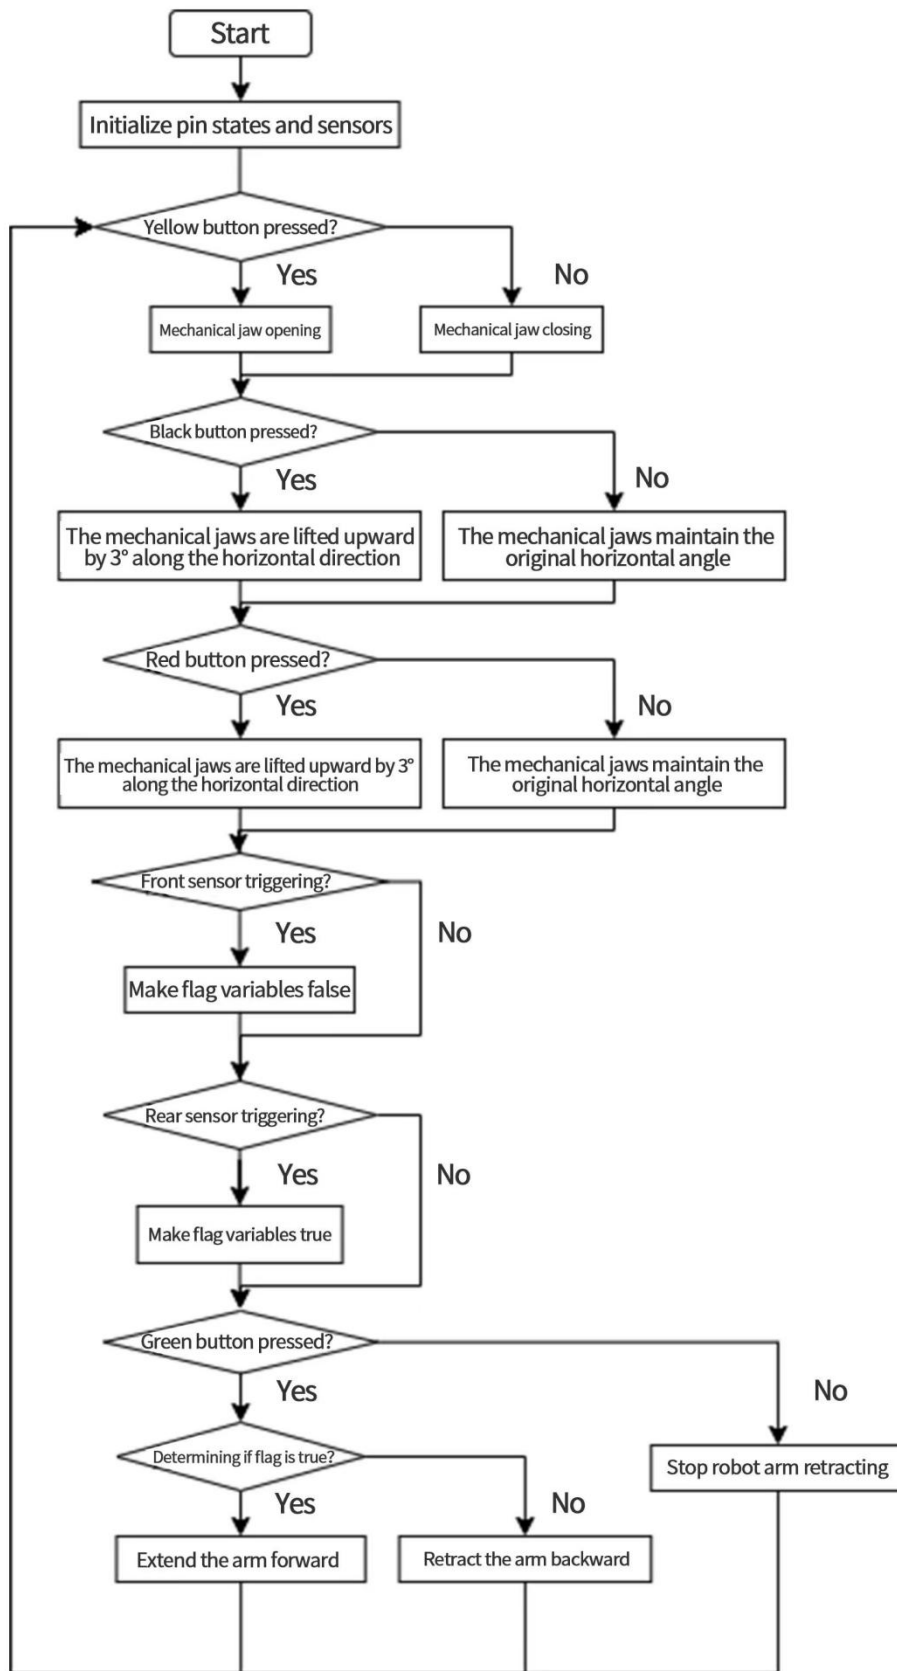 Start
Initialize pin states and sensors
Yellow button pressed?
Yes
No
Mechanical jaw opening
Mechanical jaw closing
Black button pressed?
Yes
No
The mechanical jaws are lifted upward
by 3° along the horizontal direction
The mechanical jaws maintain the
original horizontal angle
Red button pressed?
Yes
No
The mechanical jaws are lifted upward by 3°
along the horizontal direction
The mechanical jaws maintain the
original horizontal angle
Front sensor triggering?
Yes
No
Make flag variables false
Rear sensor triggering?
Yes
No
Make flag variables true
Green button pressed?
Yes
No
Determining if flag is true?
Stop robot arm retracting
Yes
No
Extend the arm forward
Retract the arm backward